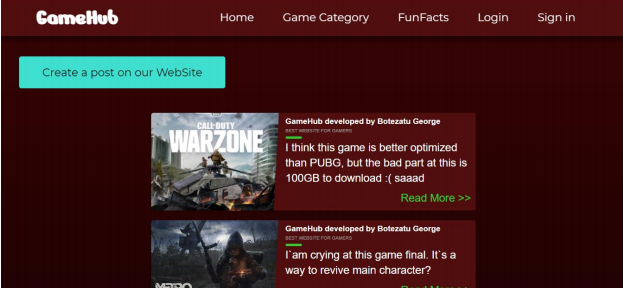 GameHub
Home
Game Category
FunFacts
Login
Sign in
Create a post on our WebSite
CALL·DUTY
WARZONE
GameHub developed by Botezatu George
BEST WEBSITE FOR GAMERS
I think this game is better optimized
than PUBG, but the bad part at this is
100GB to download :( saaad
Read More >>
GameHub developed by Botezatu George
BEST WEBSITE FOR GAMERS
I`am crying at this game final. It`s a
way to revive main character?
Read More >>
METRO